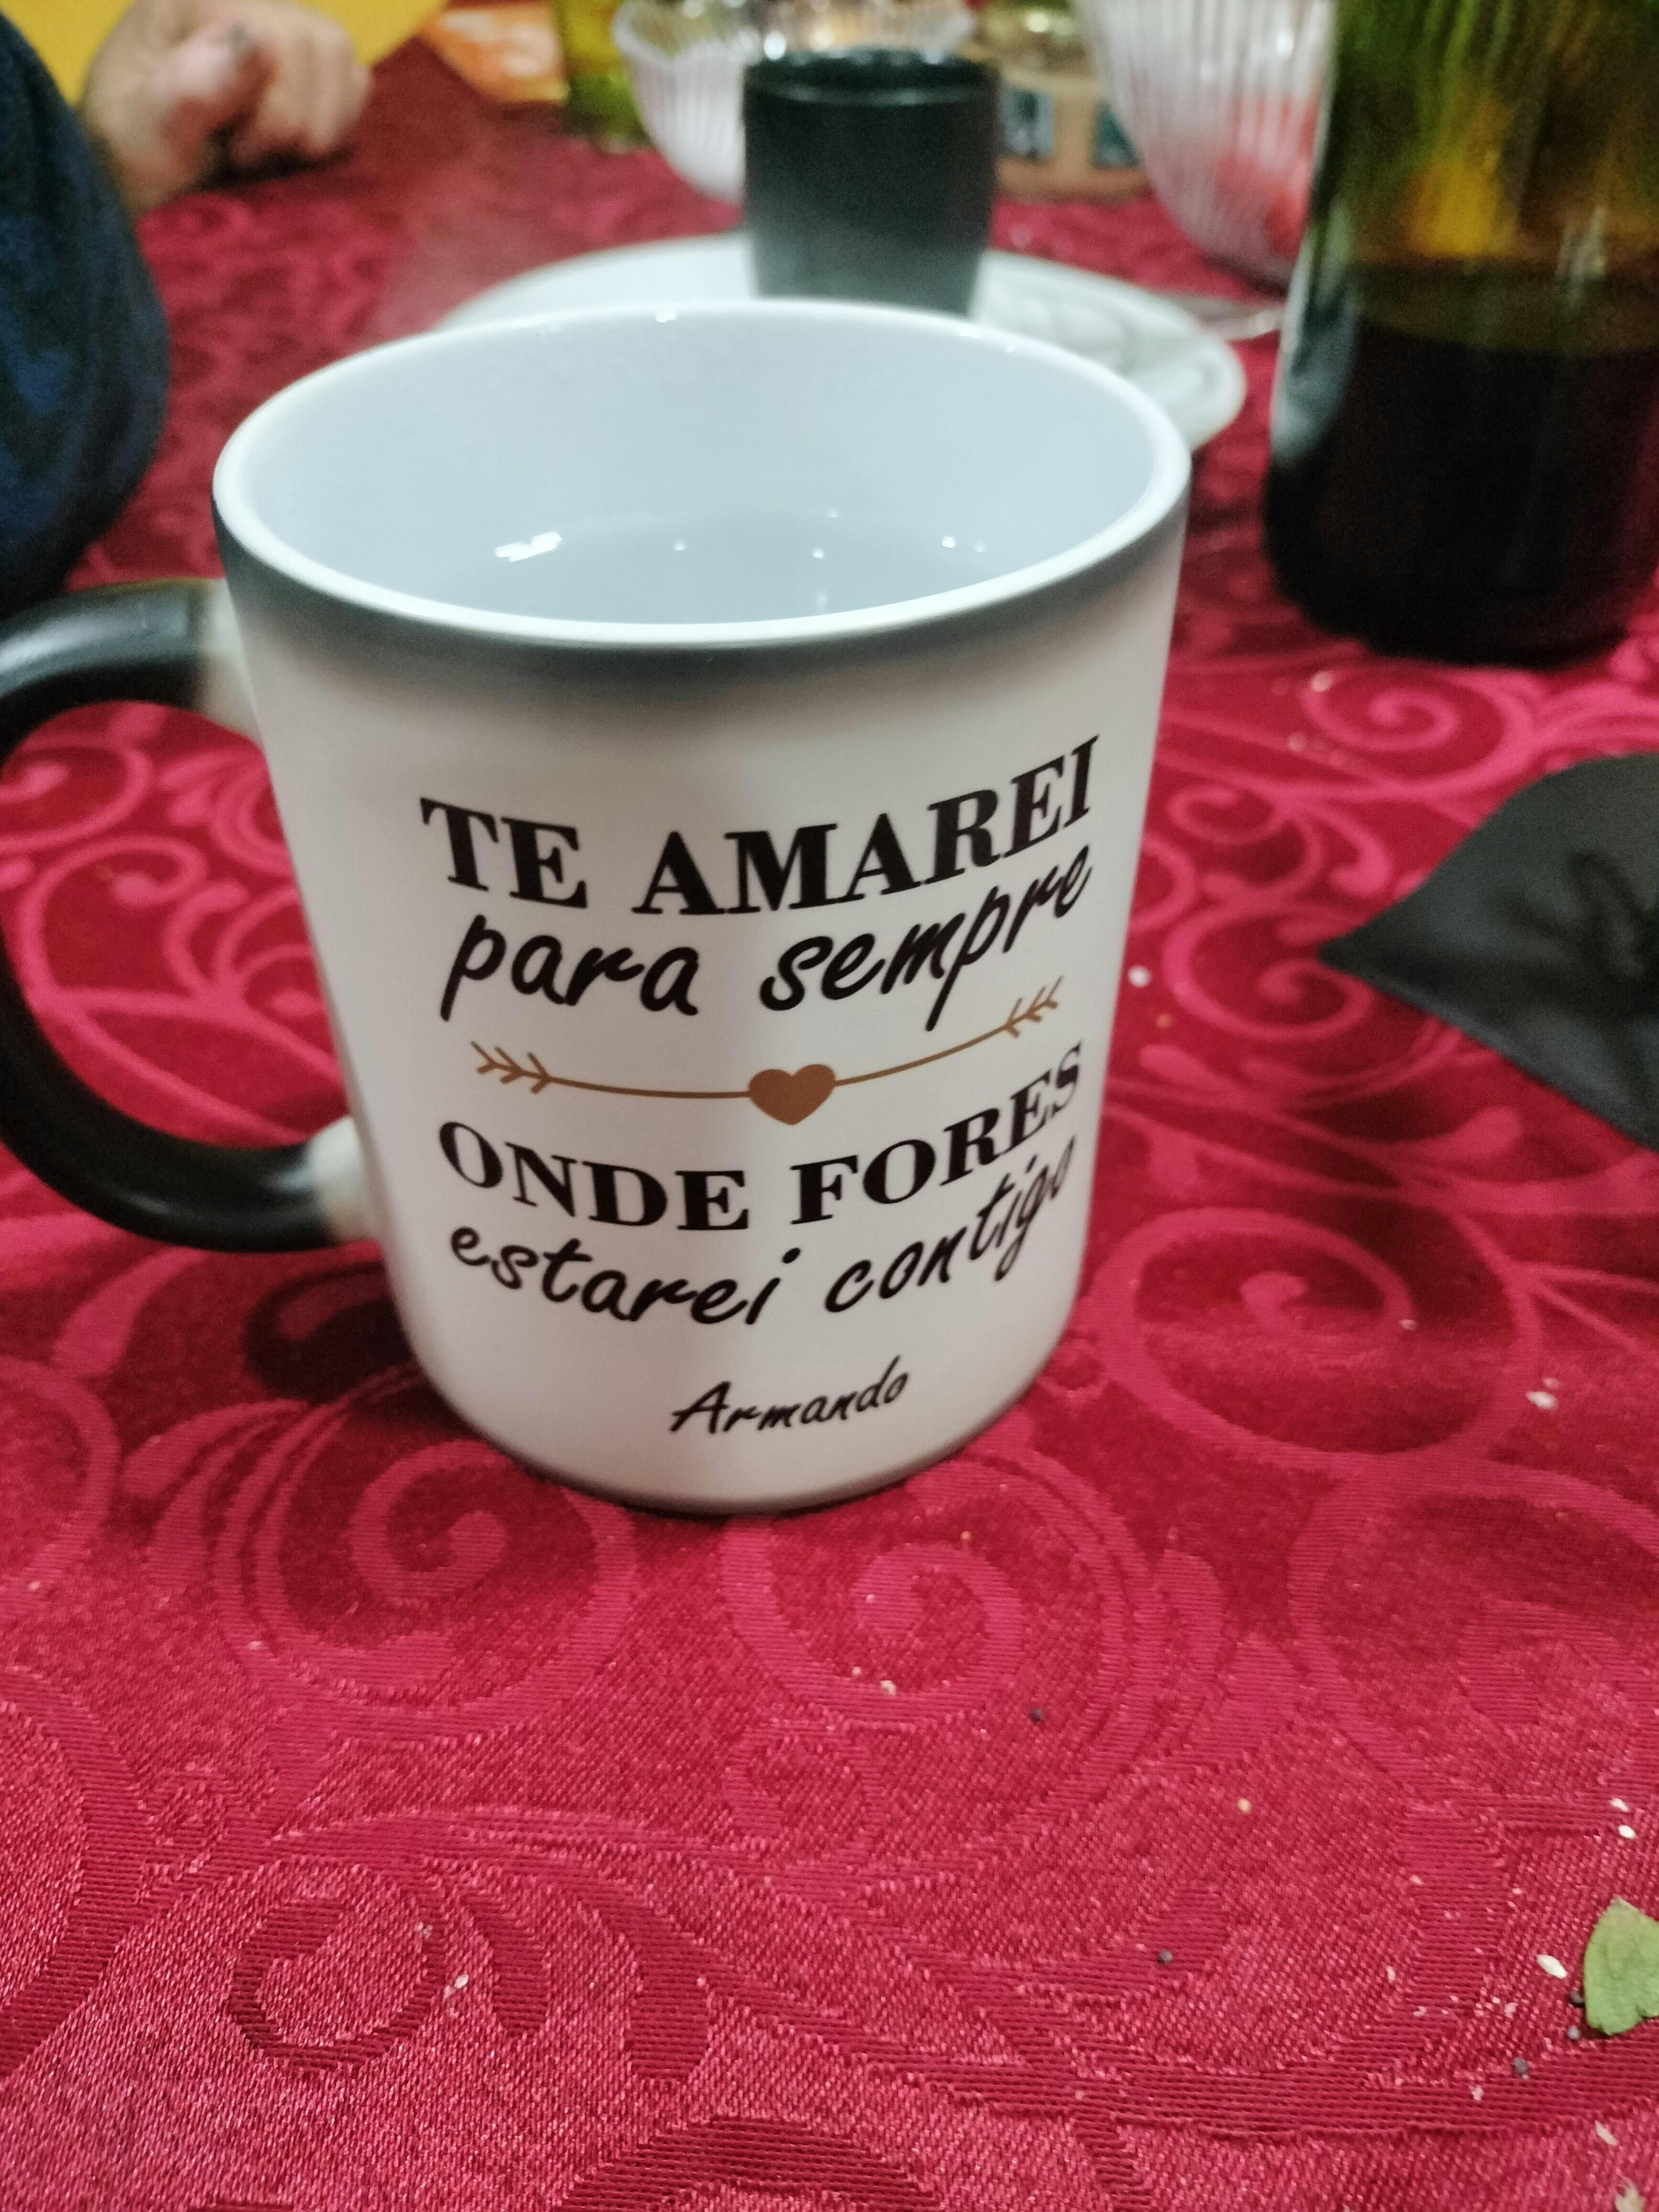 TE AMAREI
para sempre
ONDE FORES
estarei contigo
Armando